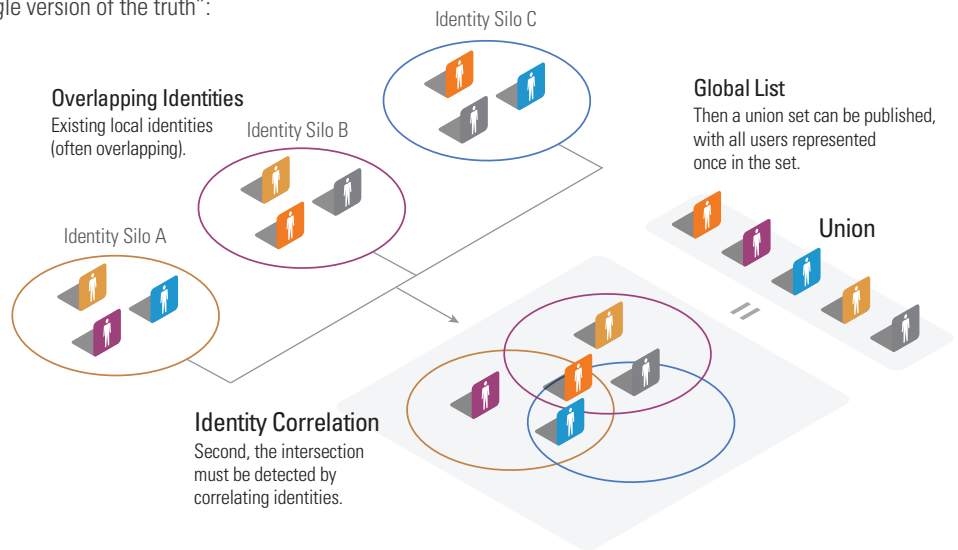 gle version of the truth”:
Identity Silo C
Overlapping Identities
Existing local identities
(often overlapping).
Identity Silo B
Global List
Then a union set can be published,
with all users represented
once in the set.
Identity Silo A
Union
Identity Correlation
Second, the intersection
must be detected by
correlating identities.